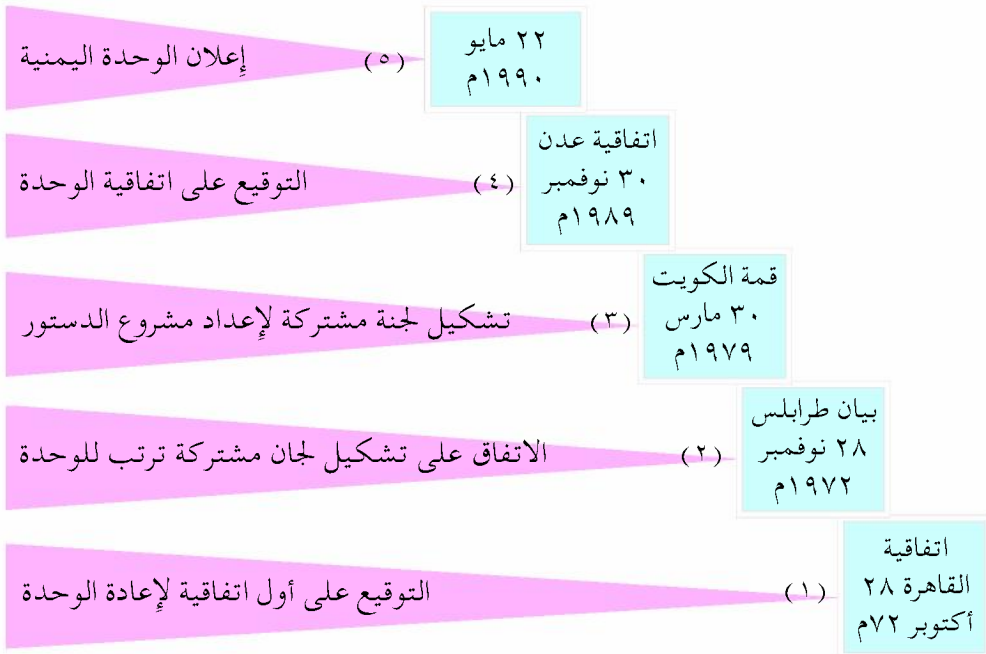 ٢٢ مايو
١٩٩٠م
(٥)
إعلان الوحدة اليمنية
اتفاقية عدن
٣٠ نوفمبر
١٩٨٩م
(٤)
التوقيع على اتفاقية الوحدة
قمة الكويت
٣٠ مارس
١٩٧٩م
(٣)
تشكيل لجنة مشتركة لإعداد مشروع الدستور
بيان طرابلس
٢٨ نوفمبر
١٩٧٢م
(٢)
الاتفاق على تشكيل لجان مشتركة ترتب للوحدة
اتفاقية
القاهرة ٢٨
أكتوبر ٧٢م
(١)
التوقيع على أول اتفاقية لإعادة الوحدة